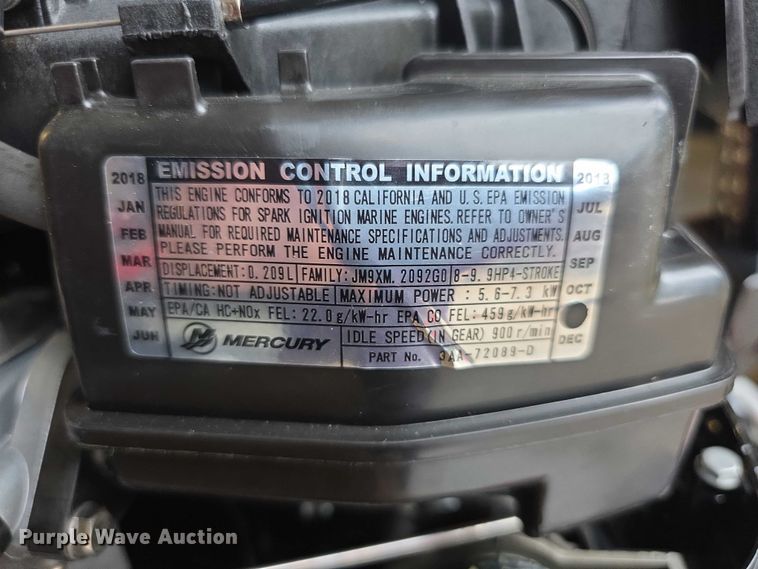 EMISSION CONTROL INFORMATION
2018
JAN
FEB
MAR
APR.
MAY
JUN
THIS ENGINE CONFORMS TO 2018 CALIFORNIA AND U.S. EPA EMISSION
REGULATIONS FOR SPARK IGNITION MARINE ENGINES. REFER TO OWNER'S
MANUAL FOR REQUIRED MAINTENANCE SPECIFICATIONS AND ADJUSTMENTS.
PLEASE PERFORM THE ENGINE MAINTENANCE CORRECTLY.
DISPLACEMENT:0.209L FAMILY: JM9XM.2092G0 8-9.9HP4-STROKE
TIMING:NOT ADJUSTABLE MAXIMUM POWER : 5.6-7.3 kW
EPA/CA HC+NOx FEL: 22.0g/kW-hr EPA CO FEL: 459g/kW-hr
MERCURY IDLE SPEED(IN GEAR) 900r/min
PART No. 3AA-72089-D
2018
JUL
AUG
SEP
OCT
DEC
Purple Wave Auction